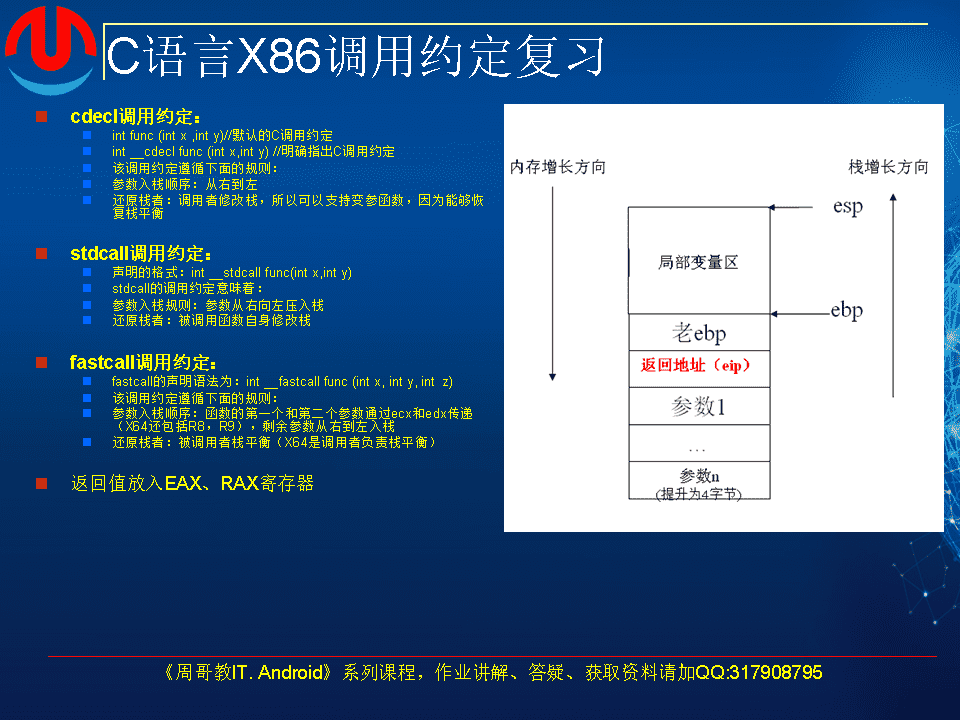 C语言X86调用约定复习
cdecl调用约定：
int func (int x ,int y)//默认的C调用约定
int __cdecl func (int x,int y) //明确指出C调用约定
该调用约定遵循下面的规则：
参数入栈顺序：从右到左
还原栈者：调用者修改栈，所以可以支持变参函数，因为能够恢
复栈平衡
stdcall调用约定：
声明的格式：int __stdcall func(int x,int y)
stdcall的调用约定意味着：
参数入栈规则：参数从右向左压入栈
还原栈者：被调用函数自身修改栈
fastcall调用约定：
fastcall的声明语法为：int __fastcall func (int x, int y, int z)
该调用约定遵循下面的规则：
参数入栈顺序：函数的第一个和第二个参数通过ecx和edx传递
（X64还包括R8，R9），剩余参数从右到左入栈
还原栈者：被调用者栈平衡（X64是调用者负责栈平衡）
返回值放入EAX、RAX寄存器
内存增长方向
栈增长方向
esp
局部变量区
ebp
老ebp
返回地址（eip）
参数1
...
参数n
(提升为4字节)
《周哥教IT. Android》系列课程，作业讲解、答疑、获取资料请加QQ:317908795